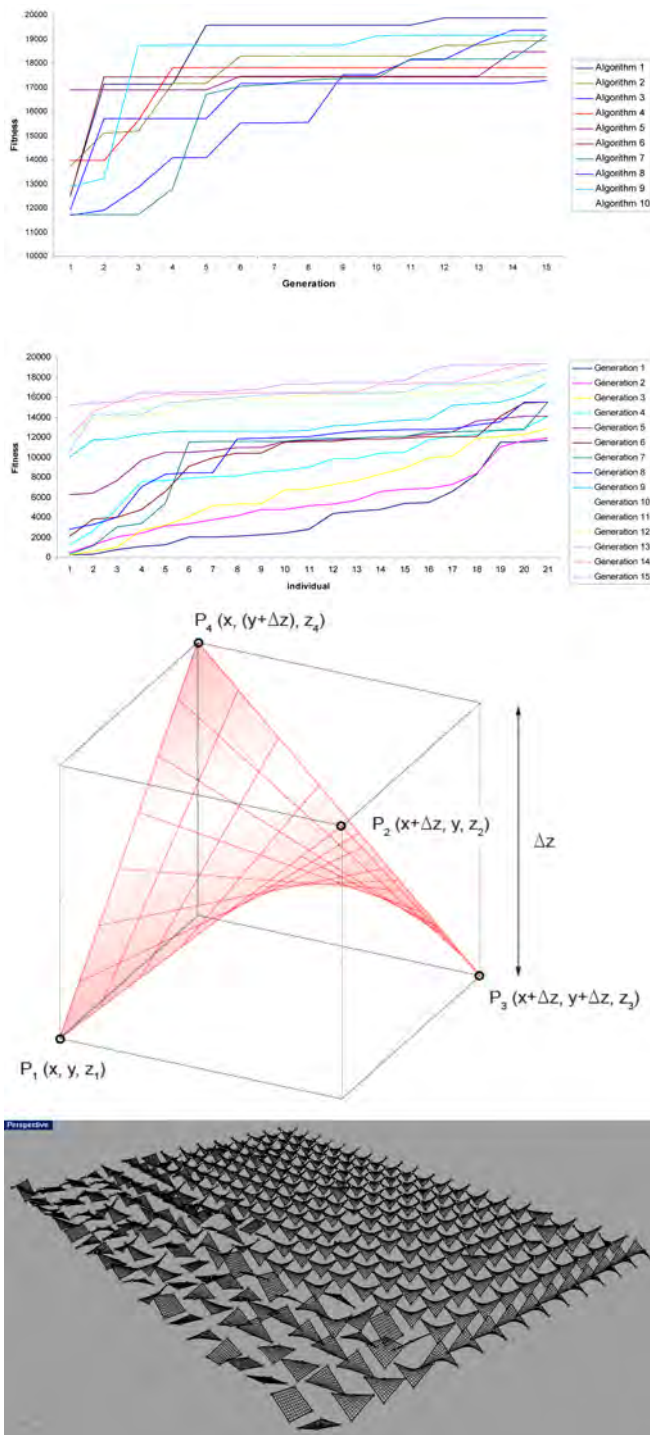 20000
19000
18000
17000
16000
15000
14000
13000
12000
11000
10000
Fitness
1 2 3 4 5 6 7 8 9 10 11 12 13 14 15
Generation
Algorithm 1
Algorithm 2
Algorithm 3
Algorithm 4
Algorithm 5
Algorithm 6
Algorithm 7
Algorithm 8
Algorithm 9
Algorithm 10
20000
18000
16000
14000
12000
10000
8000
6000
4000
2000
0
Fitness
1 2 3 4 5 6 7 8 9 10 11 12 13 14 15 16 17 18 19 20 21
individual
Generation 1
Generation 2
Generation 3
Generation 4
Generation 5
Generation 6
Generation 7
Generation 8
Generation 9
Generation 10
Generation 11
Generation 12
Generation 13
Generation 14
Generation 15
P₄ (x, (y+Δz), z₄)
P₂ (x+Δz, y, z₂)
Δz
P₃ (x+Δz, y+Δz, z₃)
P₁ (x, y, z₁)
Perspective